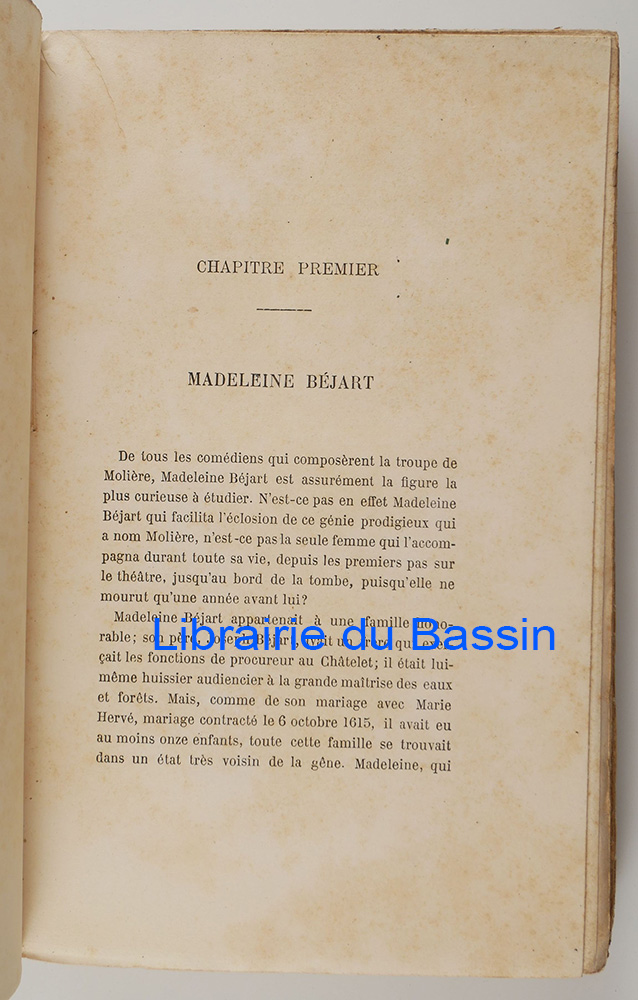 CHAPITRE PREMIER
MADELEINE BÉJART
De tous les comédiens qui composèrent la troupe de
Molière, Madeleine Béjart est assurément la figure la
plus curieuse à étudier. N'est-ce pas en effet Madeleine
Béjart qui facilita l'éclosion de ce génie prodigieux qui
a nom Molière, n'est-ce pas la seule femme qui l'accom-
pagna durant toute sa vie, depuis les premiers pas sur
le théâtre, jusqu'au bord de la tombe, puisqu'elle ne
mourut qu'une année avant lui?
Madeleine Béjart appartenait à une famille hono-
rable; son père, Joseph Béjart, avait un frère qui exer-
Librairie du Bassin
çait les fonctions de procureur au Châtelet; il était lui-
même huissier audiencier à la grande maîtrise des eaux
et forêts. Mais, comme de son mariage avec Marie
Hervé, mariage contracté le 6 octobre 1615, il avait eu
au moins onze enfants, toute cette famille se trouvait
dans un état très voisin de la gêne. Madeleine, qui